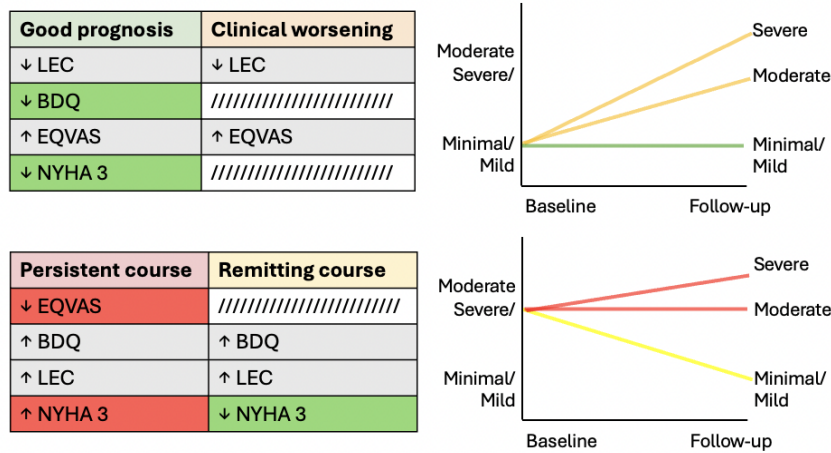 Good prognosis Clinical worsening
↓ LEC ↓ LEC
↓ BDQ /////////////////////////
↑ EQVAS ↑ EQVAS
↓ NYHA 3 /////////////////////////
Moderate
Severe/
Minimal/
Mild
Severe
Moderate
Minimal/
Mild
Baseline Follow-up
Persistent course Remitting course
↓ EQVAS /////////////////////////
↑ BDQ ↑ BDQ
↑ LEC ↑ LEC
↑ NYHA 3 ↓ NYHA 3
Moderate
Severe/
Minimal/
Mild
Severe
Moderate
Minimal/
Mild
Baseline Follow-up